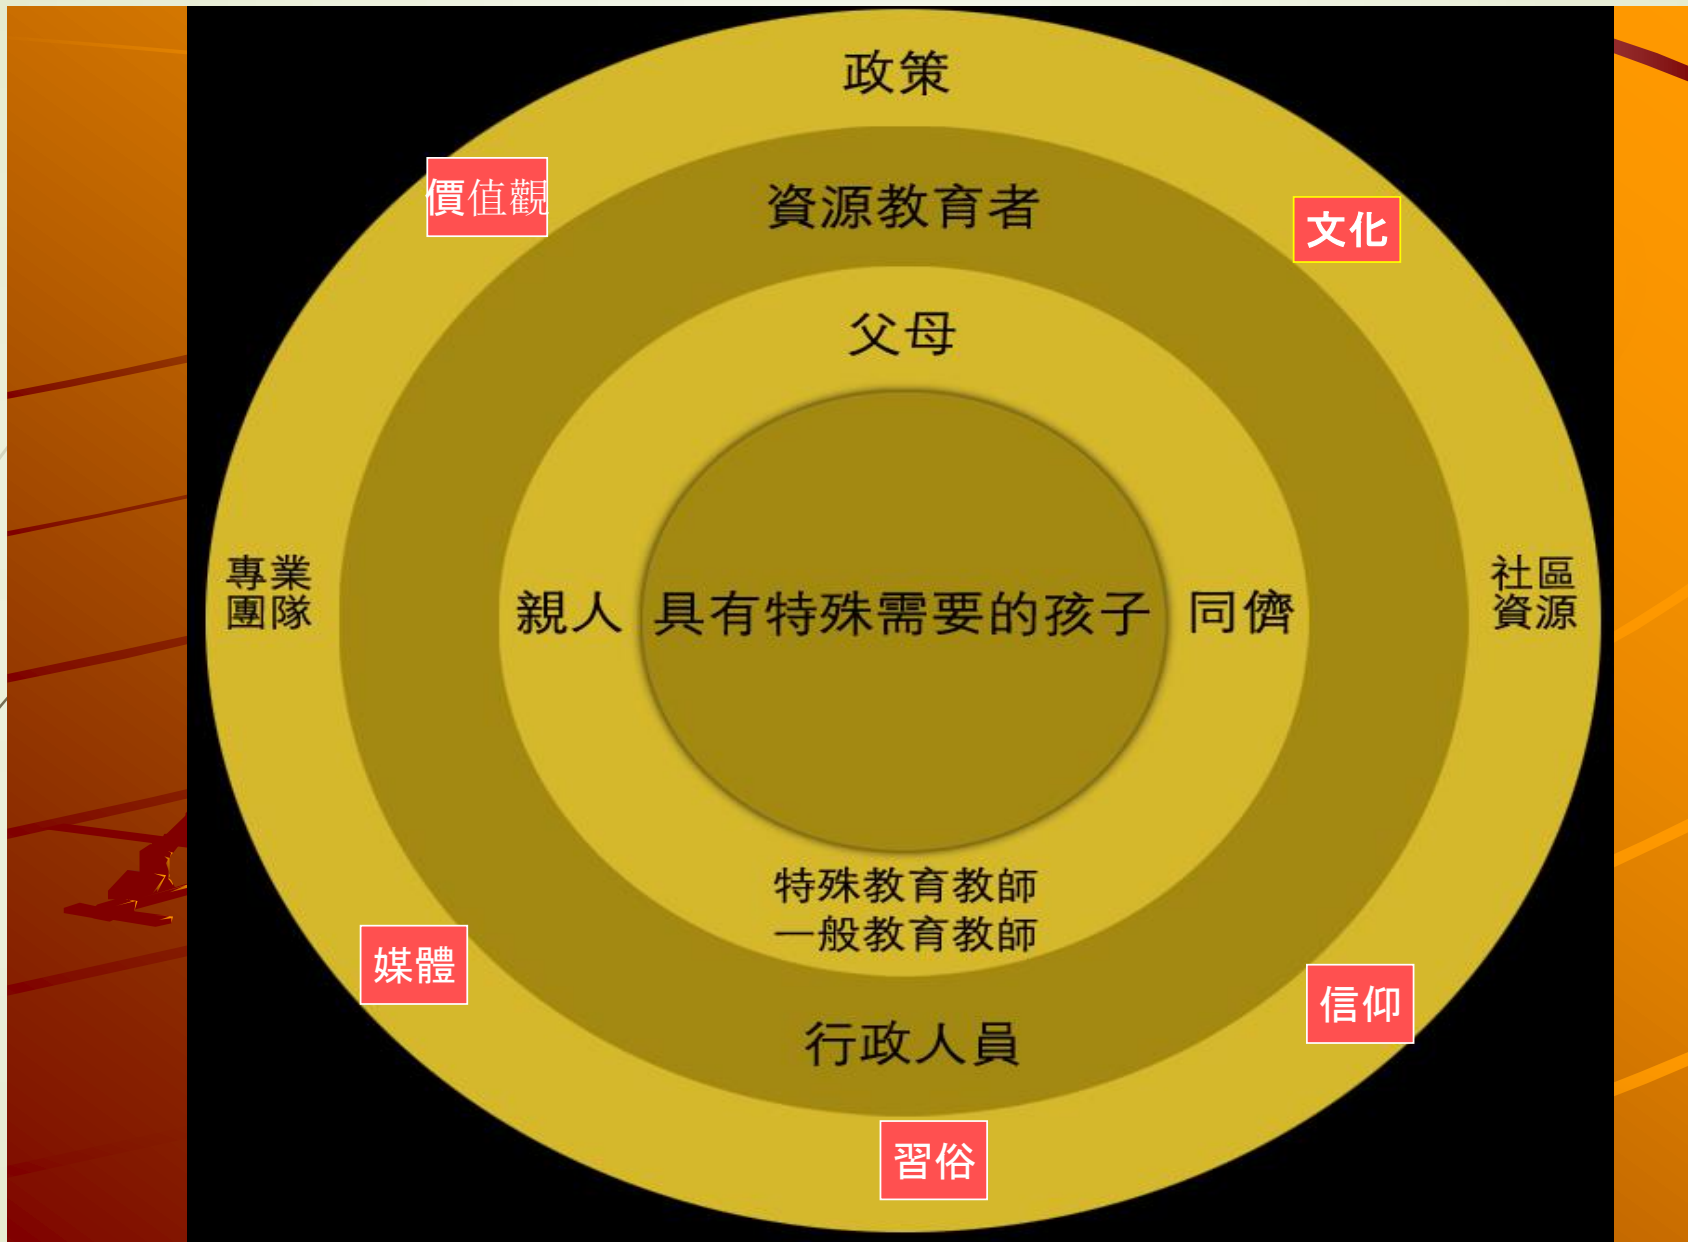 政策
價值觀
資源教育者
文化
父母
專業
團隊
親人
具有特殊需要的孩子
同儕
社區
資源
特殊教育教師
一般教育教師
媒體
信仰
行政人員
習俗